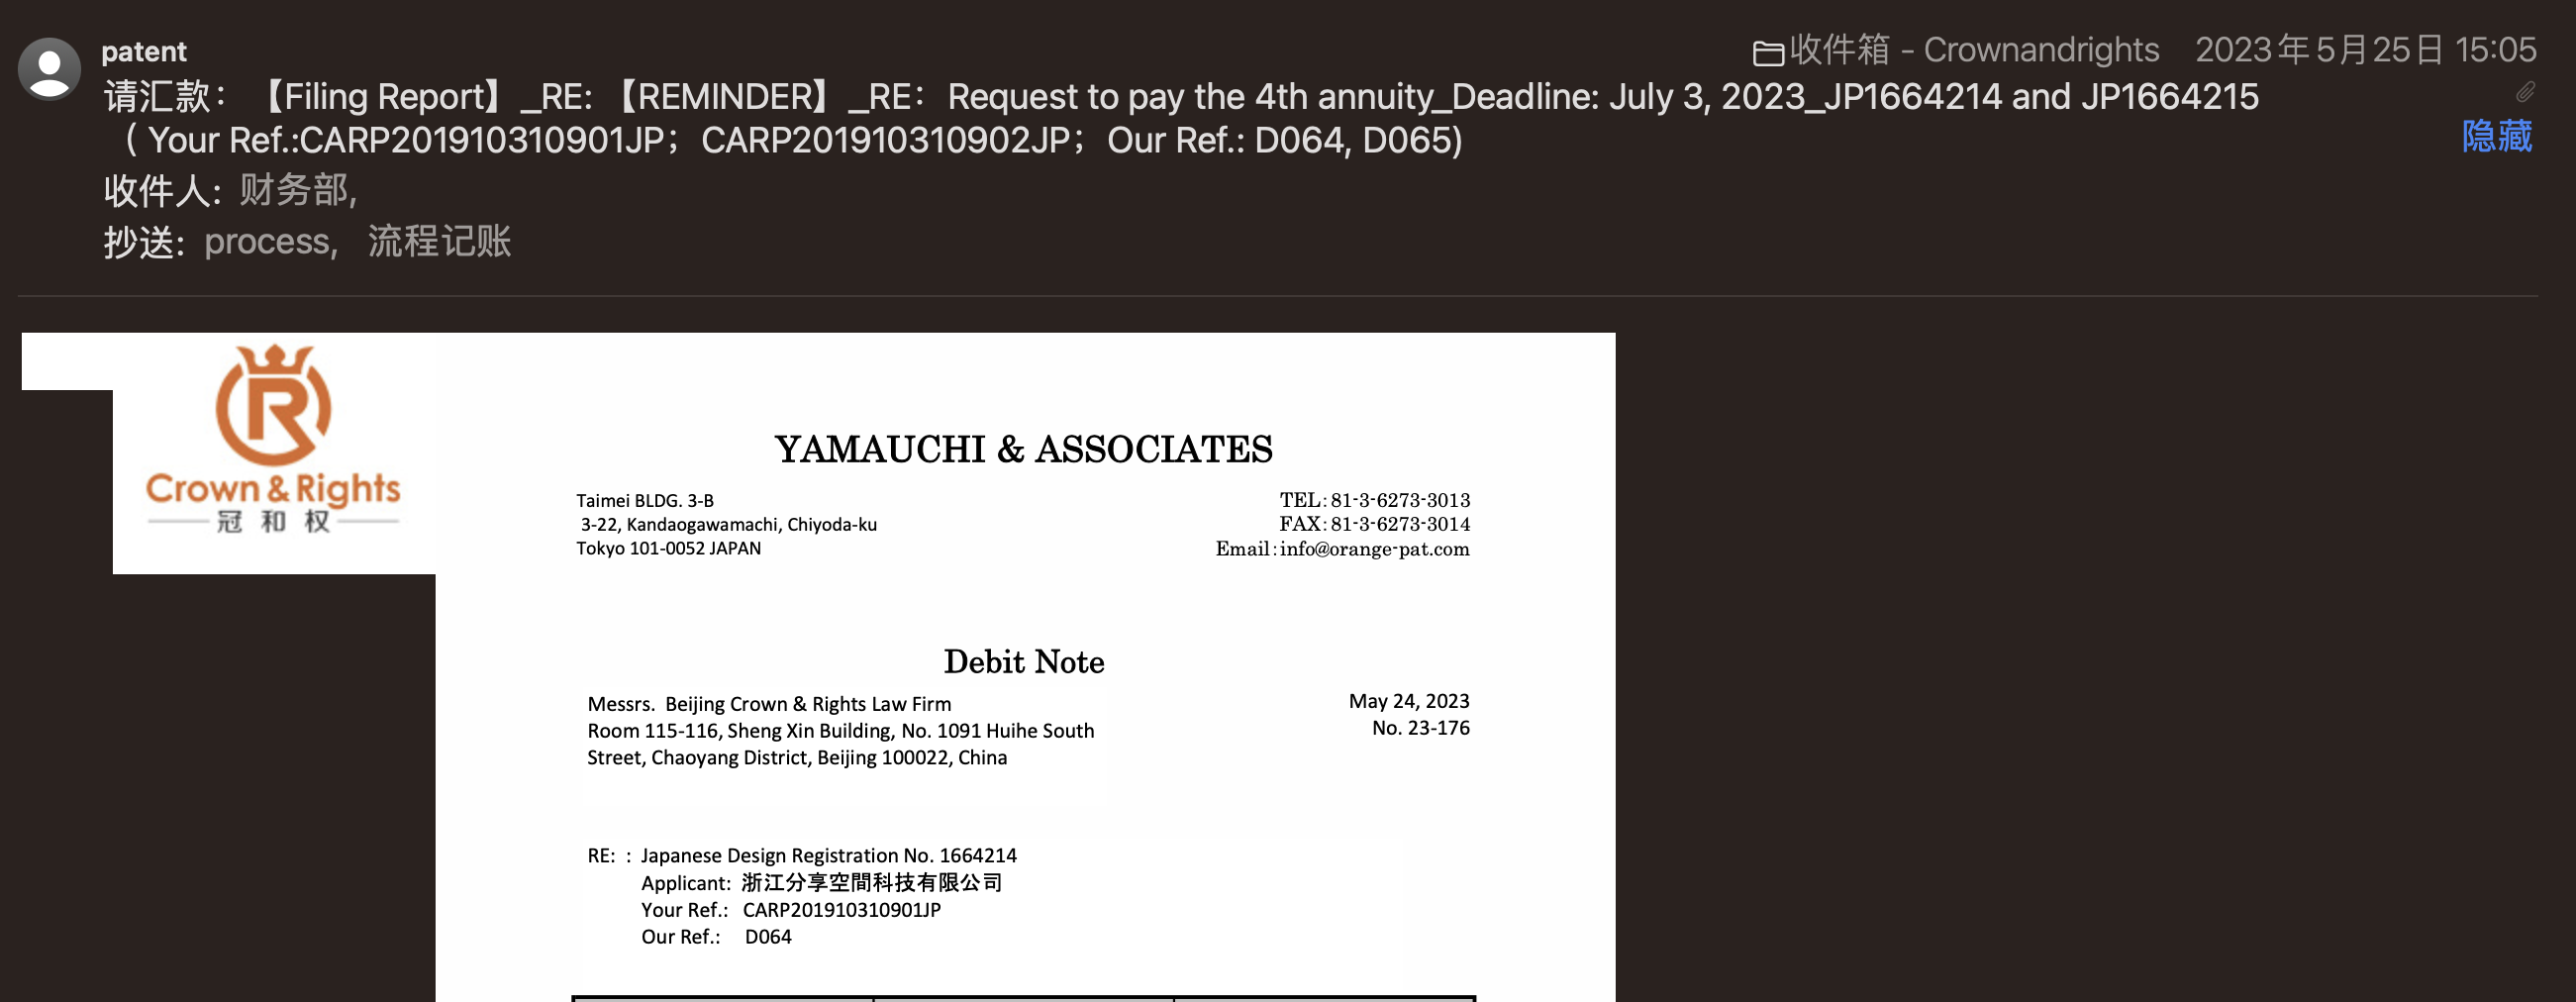 patent
收件箱 - Crownandrights 2023年5月25日 15:05
请汇款：【Filing Report】_RE:【REMINDER】_RE：Request to pay the 4th annuity_Deadline: July 3, 2023_JP1664214 and JP1664215
（ Your Ref.:CARP201910310901JP；CARP201910310902JP；Our Ref.: D064, D065)
隐藏
收件人: 财务部,
抄送: process, 流程记账
R
Crown & Rights
冠和权
YAMAUCHI & ASSOCIATES
Taimei BLDG. 3-B
3-22, Kandaogawamachi, Chiyoda-ku
Tokyo 101-0052 JAPAN
TEL:81-3-6273-3013
FAX:81-3-6273-3014
Email:info@orange-pat.com
Debit Note
Messrs. Beijing Crown & Rights Law Firm
Room 115-116, Sheng Xin Building, No. 1091 Huihe South
Street, Chaoyang District, Beijing 100022, China
May 24, 2023
No. 23-176
RE: : Japanese Design Registration No. 1664214
Applicant: 浙江分享空間科技有限公司
Your Ref.: CARP201910310901JP
Our Ref.: D064